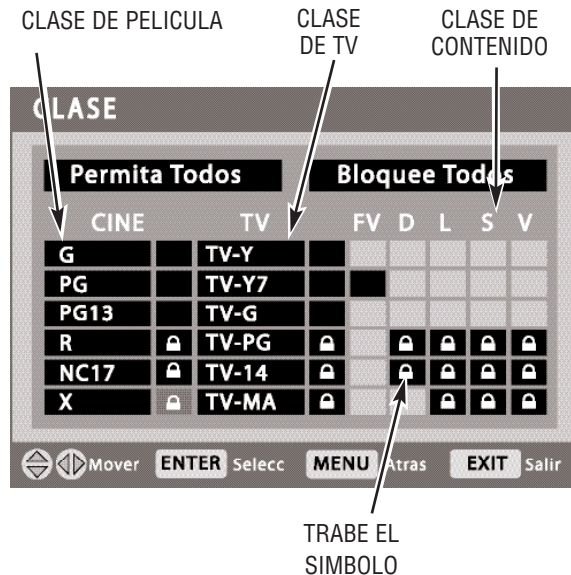 CLASE DE PELICULA
CLASE
DE TV
CLASE DE
CONTENIDO
CLASE
Permita Todos Bloquee Todos
CINE TV FV D L S V
G TV-Y
PG TV-Y7
PG13 TV-G
R TV-PG
NC17 TV-14
X TV-MA
Mover ENTER Selecc MENU Atras EXIT Salir
TRABE EL
SIMBOLO